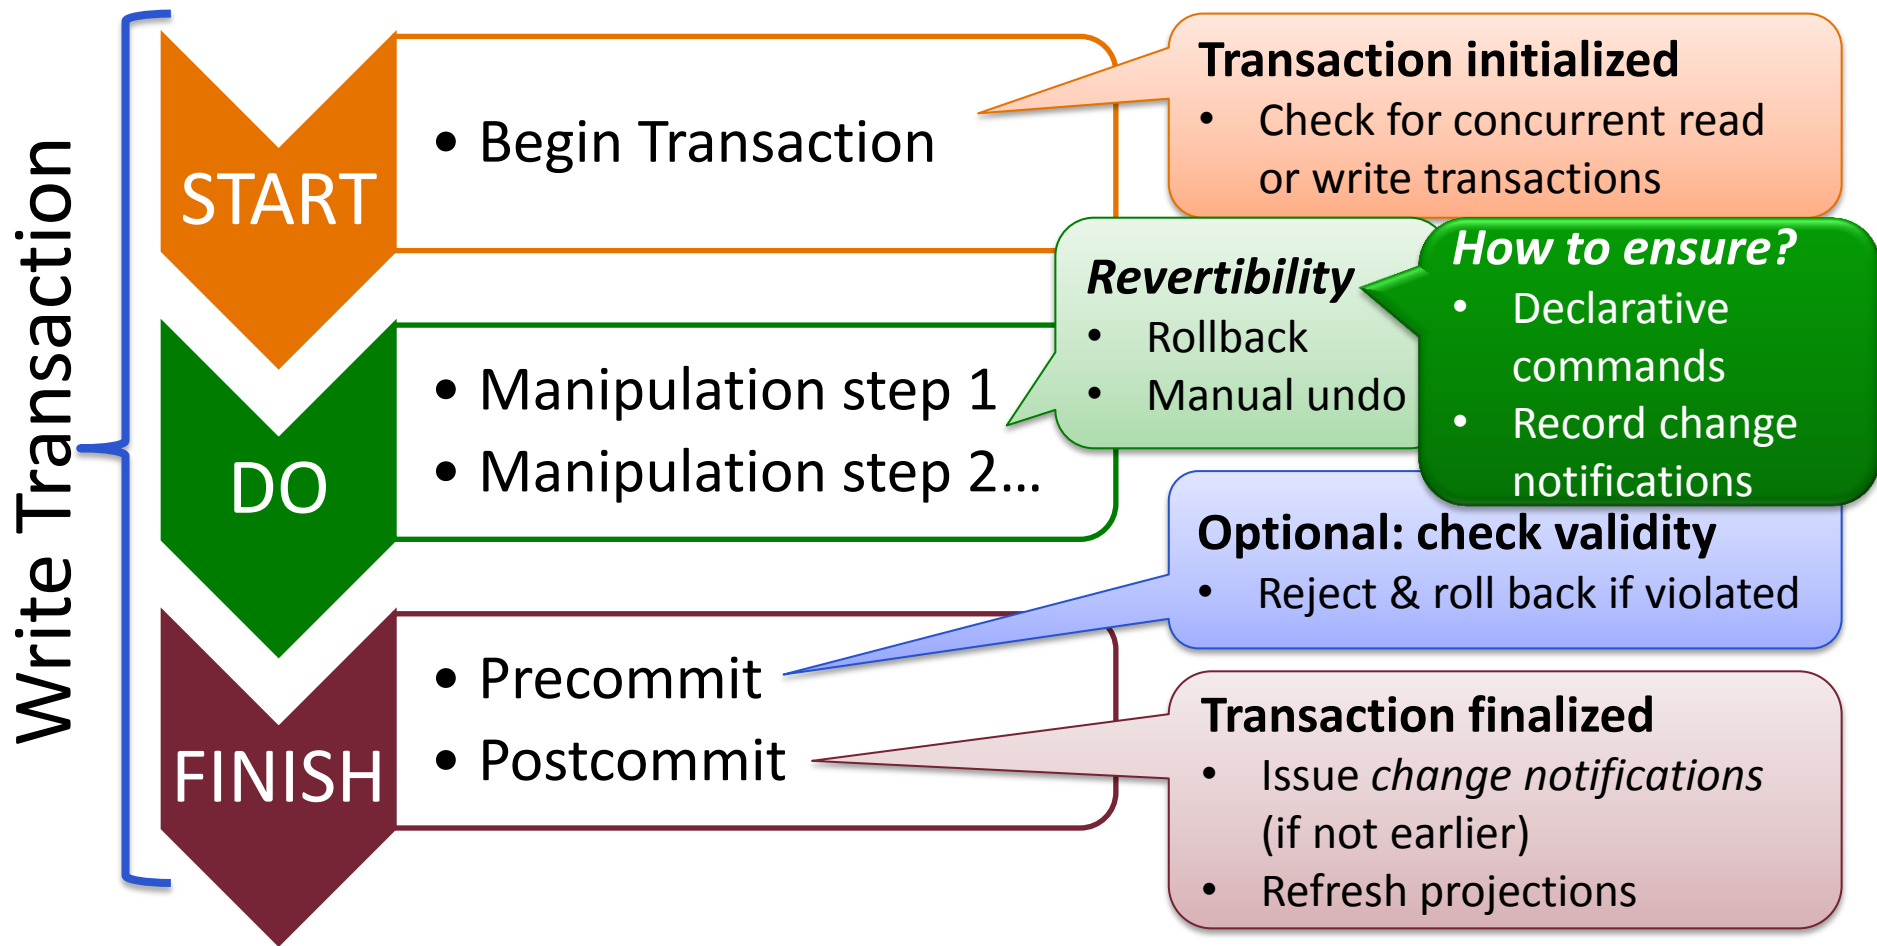 Write Transaction
START
• Begin Transaction
Transaction initialized
• Check for concurrent read
or write transactions
DO
• Manipulation step 1
• Manipulation step 2...
Revertibility
• Rollback
• Manual undo
How to ensure?
• Declarative
commands
• Record change
notifications
FINISH
• Precommit
• Postcommit
Optional: check validity
• Reject & roll back if violated
Transaction finalized
• Issue change notifications
(if not earlier)
• Refresh projections